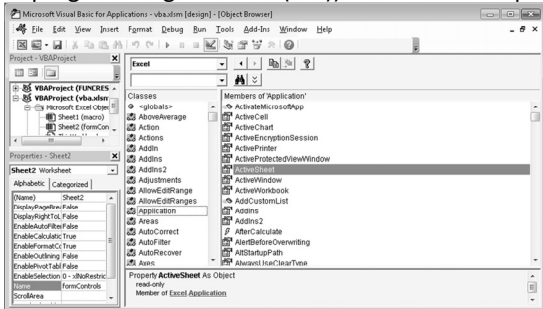 Microsoft Visual Basic for Applications - vba.xlsm [design] - [Object Browser]
File Edit View Insert Format Debug Run Tools Add-Ins Window Help
Project - VBAProject
VBAProject (FUNCRES
VBAProject (vba.xlsm
Microsoft Excel Objec
Sheet1 (macro)
Sheet2 (formCon
Properties - Sheet2
Sheet2 Worksheet
Alphabetic Categorized
(Name) Sheet2
DisplayPageBre False
DisplayRightToL False
EnableAutoFilte False
EnableCalculatic True
EnableFormatCo True
EnableOutlining False
EnablePivotTabl False
EnableSelection 0 - xlNoRestric
Name formControls
ScrollArea
Excel
Classes
<globals>
AboveAverage
Action
Actions
AddIn
AddIns
AddIns2
Adjustments
AllowEditRange
AllowEditRanges
Application
Areas
AutoCorrect
AutoFilter
AutoRecover
Axes
Members of 'Application'
ActivateMicrosoftApp
ActiveCell
ActiveChart
ActiveEncryptionSession
ActivePrinter
ActiveProtectedViewWindow
ActiveSheet
ActiveWindow
ActiveWorkbook
AddCustomList
AddIns
AddIns2
AfterCalculate
AlertBeforeOverwriting
AltStartupPath
AlwaysUseClearType
Property ActiveSheet As Object
read-only
Member of Excel.Application